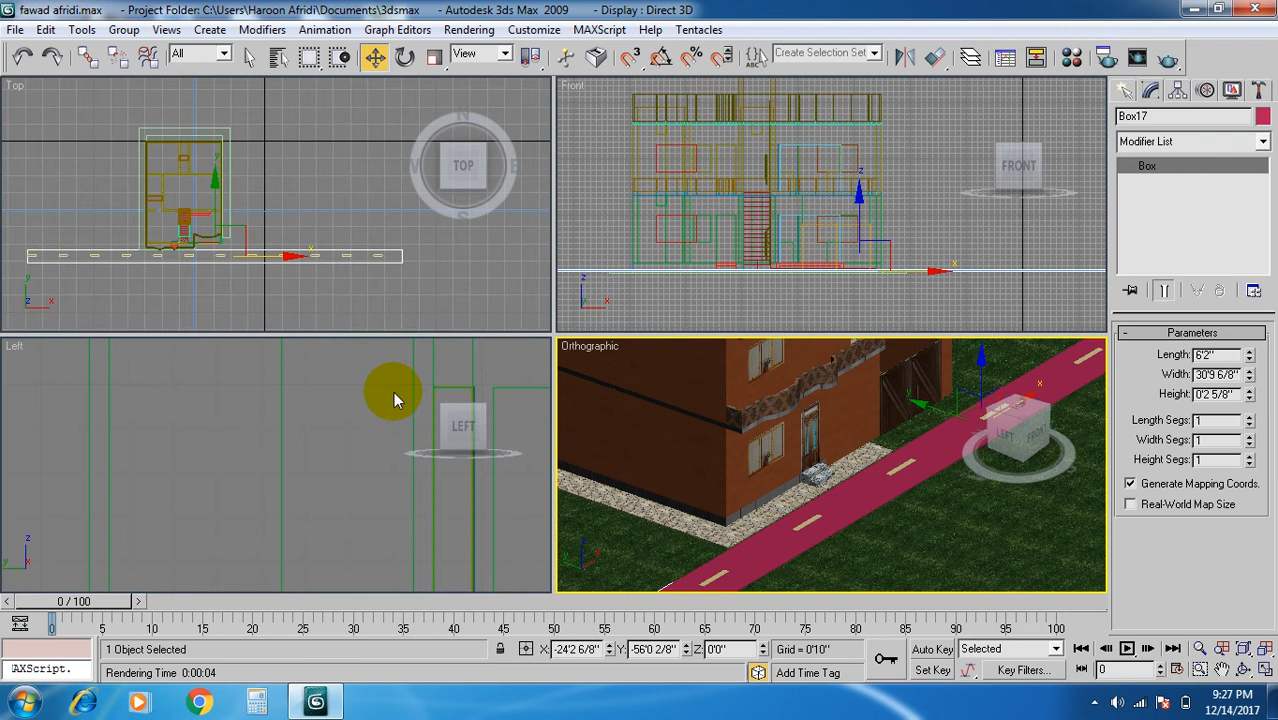 fawad afridi.max - Project Folder: C:\Users\Haroon Afridi\Documents\3dsmax - Autodesk 3ds Max 2009 - Display : Direct 3D
File Edit Tools Group Views Create Modifiers Animation Graph Editors Rendering Customize MAXScript Help Tentacles
All View Create Selection Set
Top Front
TOP FRONT
Left Orthographic
LEFT LEFT FRONT
Box17
Modifier List
Box
Parameters
Length: 6'2"
Width: 30'9 6/8"
Height: 0'2 5/8"
Length Segs: 1
Width Segs: 1
Height Segs: 1
Generate Mapping Coords.
Real-World Map Size
0 / 100
0 5 10 15 20 25 30 35 40 45 50 55 60 65 70 75 80 85 90 95 100
1 Object Selected X: -24'2 6/8" Y: -56'0 2/8" Z: 0'0" Grid = 0'10" Auto Key Selected
AXScript. Rendering Time 0:00:04 Add Time Tag Set Key Key Filters... 0
9:27 PM
12/14/2017